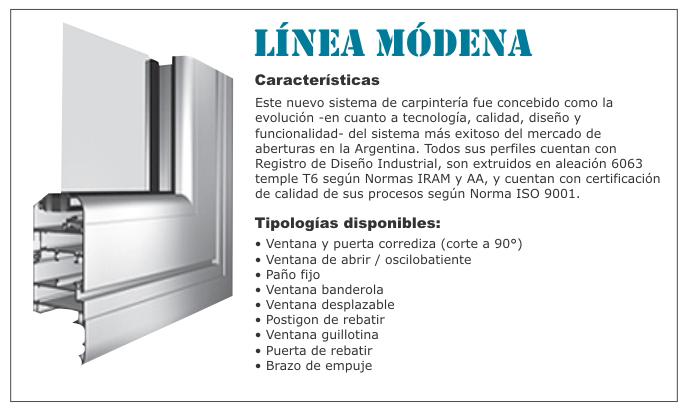 LÍNEA MÓDENA
Características
Este nuevo sistema de carpintería fue concebido como la
evolución -en cuanto a tecnología, calidad, diseño y
funcionalidad- del sistema más exitoso del mercado de
aberturas en la Argentina. Todos sus perfiles cuentan con
Registro de Diseño Industrial, son extruidos en aleación 6063
temple T6 según Normas IRAM y AA, y cuentan con certificación
de calidad de sus procesos según Norma ISO 9001.
Tipologías disponibles:
• Ventana y puerta corrediza (corte a 90°)
• Ventana de abrir / oscilobatiente
• Paño fijo
• Ventana banderola
• Ventana desplazable
• Postigon de rebatir
• Ventana guillotina
• Puerta de rebatir
• Brazo de empuje